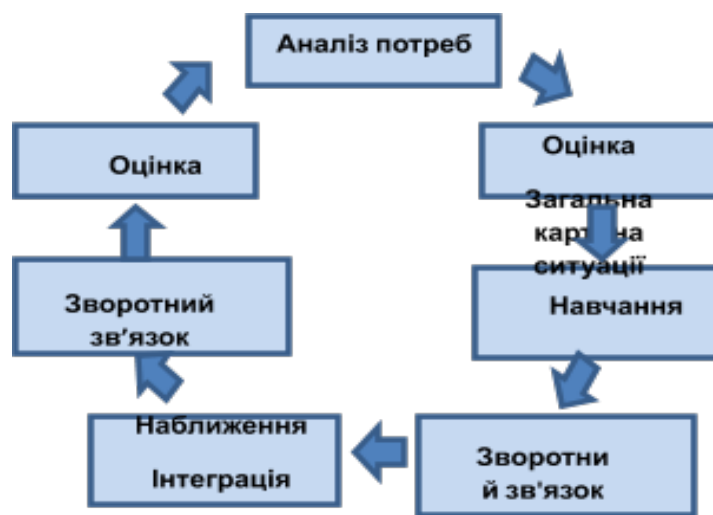 Аналіз потреб
Оцінка
Загальна
картина
ситуації
Навчання
Зворотни
й зв'язок
Наближення
Інтеграція
Зворотний
зв’язок
Оцінка